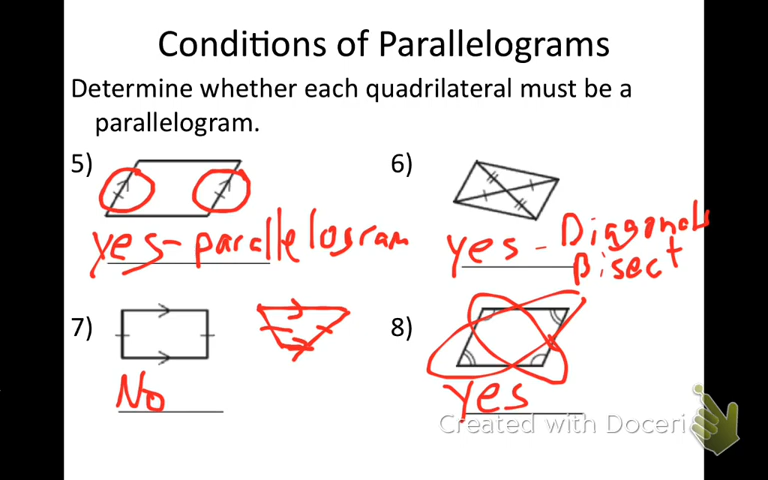 Conditions of Parallelograms
Determine whether each quadrilateral must be a
parallelogram.
5)
6)
yes- parallelogram
yes - Diagonals
Bisect
7)
8)
No
yes
Created with Doceri